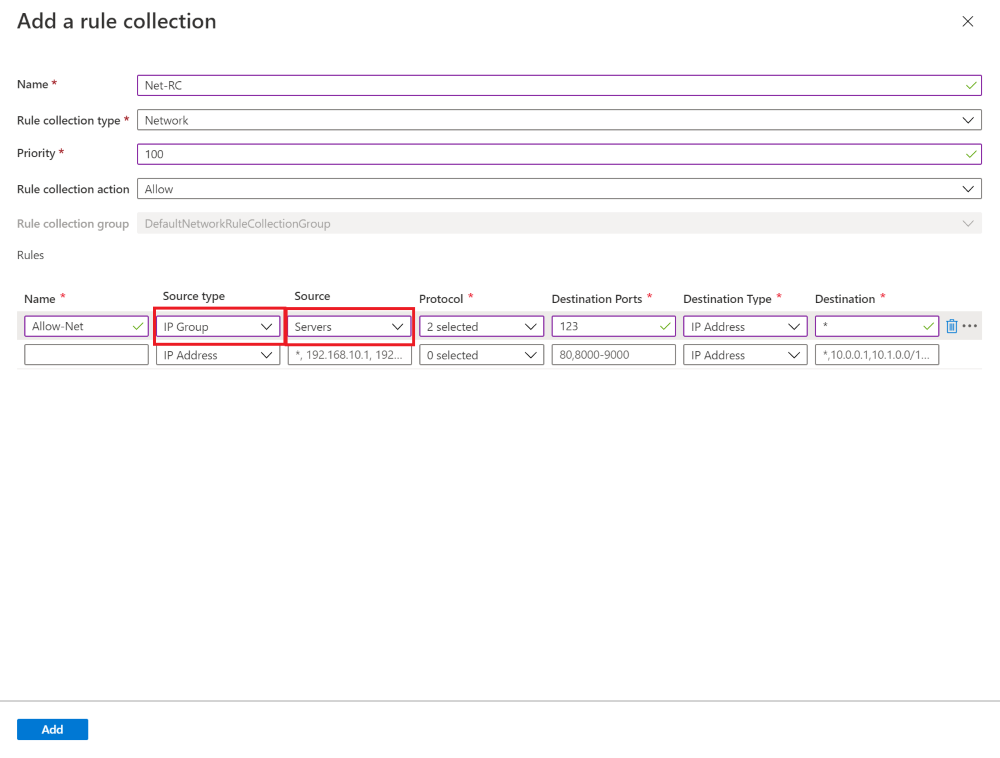 Add a rule collection
Name *
Net-RC
Rule collection type *
Network
Priority *
100
Rule collection action
Allow
Rule collection group
DefaultNetworkRuleCollectionGroup
Rules
Name * Source type Source Protocol * Destination Ports * Destination Type * Destination *
Allow-Net IP Group Servers 2 selected 123 IP Address *
IP Address *, 192.168.10.1, 192... 0 selected 80,8000-9000 IP Address *,10.0.0.1,10.1.0.0/1...
Add